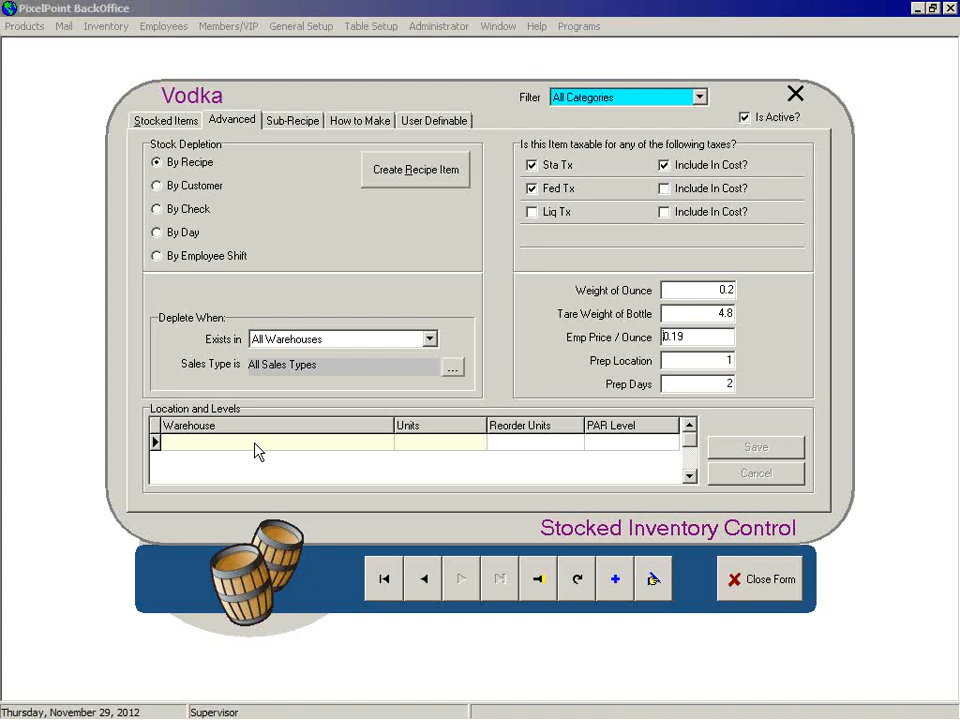 PixelPoint BackOffice
Products Mail Inventory Employees Members/VIP General Setup Table Setup Administrator Window Help Programs
Vodka
Filter All Categories
Is Active?
Stocked Items Advanced Sub-Recipe How to Make User Definable
Stock Depletion
By Recipe
By Customer
By Check
By Day
By Employee Shift
Create Recipe Item
Is this Item taxable for any of the following taxes?
Sta Tx Include In Cost?
Fed Tx Include In Cost?
Liq Tx Include In Cost?
Deplete When:
Exists in All Warehouses
Sales Type is All Sales Types ...
Weight of Ounce 0.2
Tare Weight of Bottle 4.8
Emp Price / Ounce 0.19
Prep Location 1
Prep Days 2
Location and Levels
Warehouse Units Reorder Units PAR Level
Save
Cancel
Stocked Inventory Control
Close Form
Thursday, November 29, 2012 Supervisor